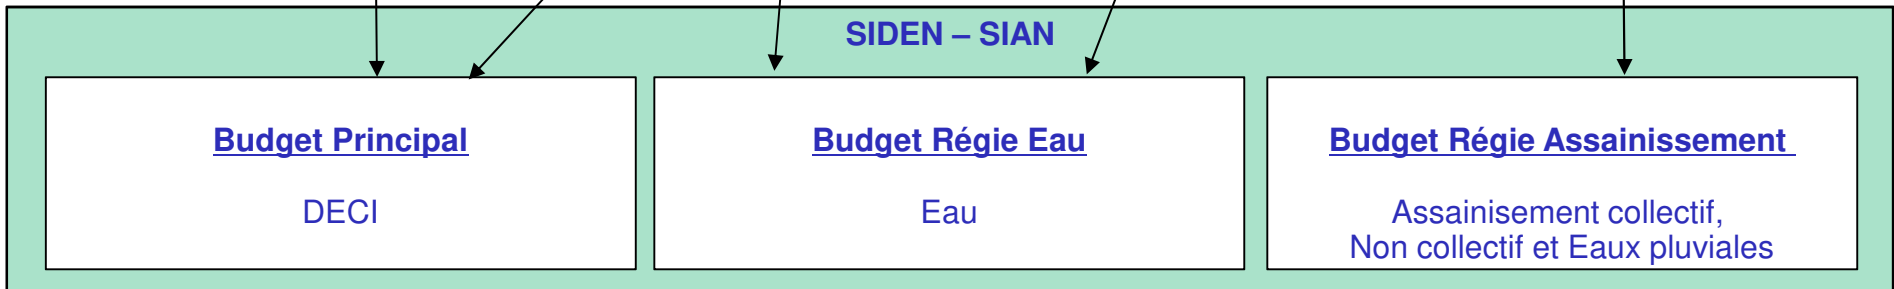 SIDEN – SIAN
Budget Principal
DECI
Budget Régie Eau
Eau
Budget Régie Assainissement
Assainisement collectif,
Non collectif et Eaux pluviales